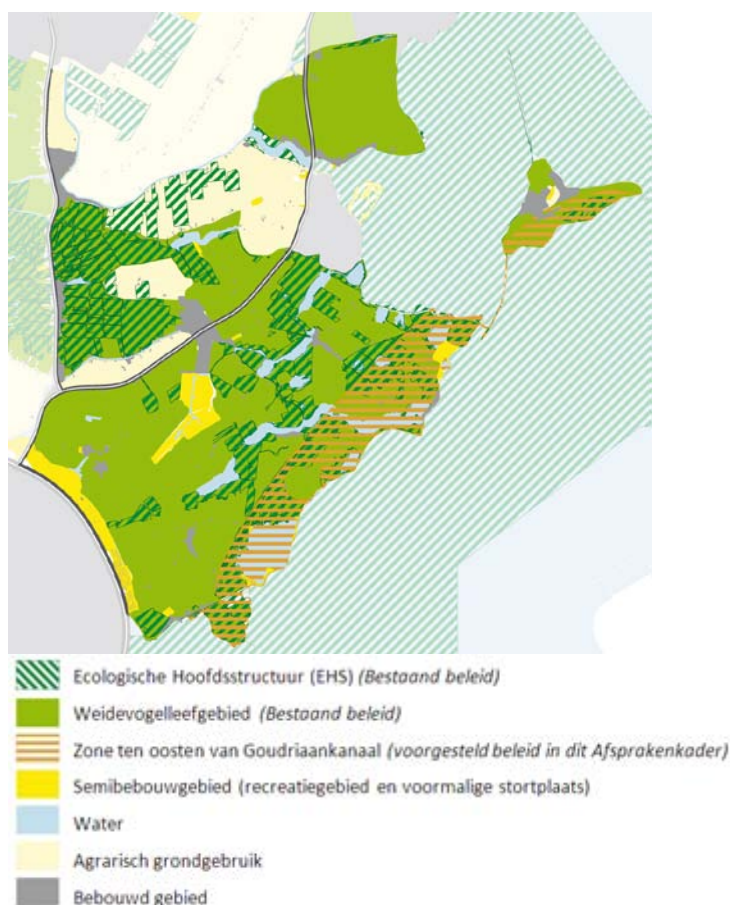 Ecologische Hoofdsstructuur (EHS) (Bestaand beleid)
Weidevogelleefgebied (Bestaand beleid)
Zone ten oosten van Goudriaankanaal (voorgesteld beleid in dit Afsprakenkader)
Semibebouwgebied (recreatiegebied en voormalige stortplaats)
Water
Agrarisch grondgebruik
Bebouwd gebied